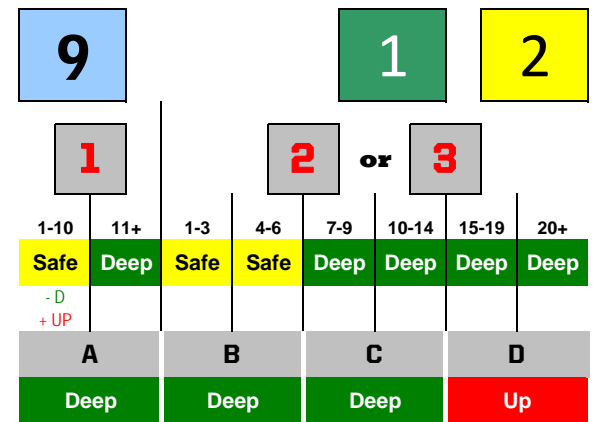 9 1 2
1 2 or 3
1-10 11+ 1-3 4-6 7-9 10-14 15-19 20+
Safe Deep Safe Safe Deep Deep Deep Deep
- D
+ UP
A B C D
Deep Deep Deep Up